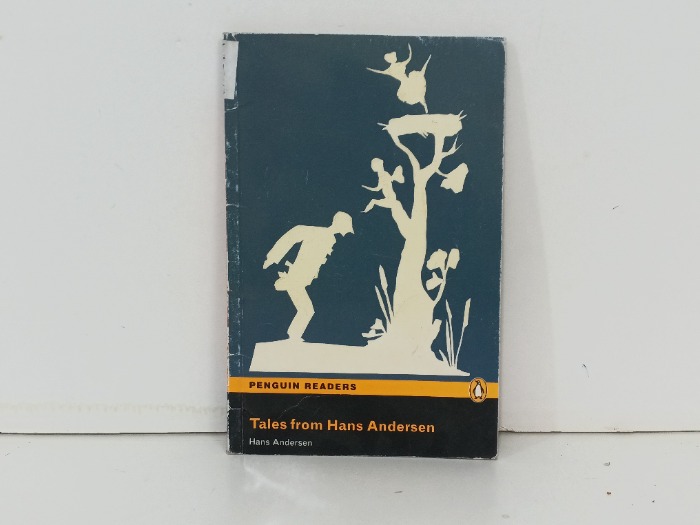 PENGUIN READERS
Tales from Hans Andersen
Hans Andersen